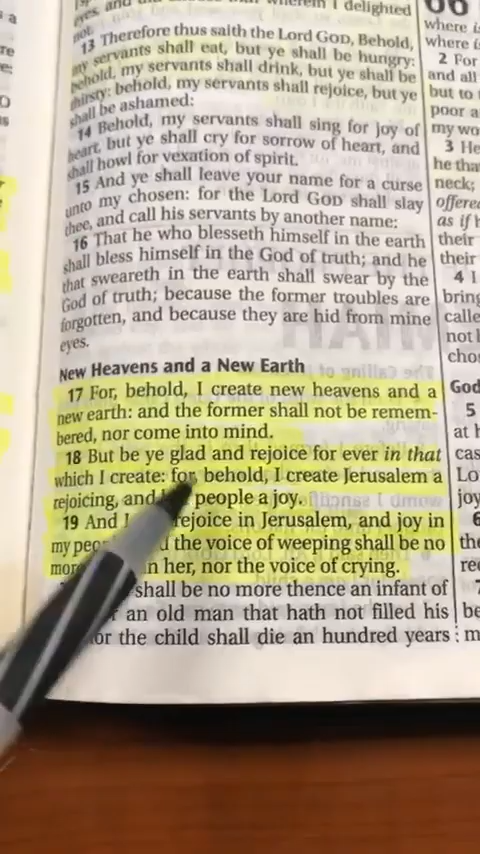 eyes, and
wherein I delighted
not.
13 Therefore thus saith the Lord GOD, Behold,
my servants shall eat, but ye shall be hungry:
behold, my servants shall drink, but ye shall be
thirsty: behold, my servants shall rejoice, but ye
shall be ashamed:
14 Behold, my servants shall sing for joy of
heart, but ye shall cry for sorrow of heart, and
shall howl for vexation of spirit.
15 And ye shall leave your name for a curse
unto my chosen: for the Lord GOD shall slay
thee, and call his servants by another name:
16 That he who blesseth himself in the earth
shall bless himself in the God of truth; and he
that sweareth in the earth shall swear by the
God of truth; because the former troubles are
forgotten, and because they are hid from mine
eyes.
New Heavens and a New Earth
17 For, behold, I create new heavens and a
new earth: and the former shall not be remem-
bered, nor come into mind.
18 But be ye glad and rejoice for ever in that
which I create: for, behold, I create Jerusalem a
rejoicing, and people a joy.
19 And I rejoice in Jerusalem, and joy in
my the voice of weeping shall be no
more in her, nor the voice of crying.
shall be no more thence an infant of
an old man that hath not filled his
for the child shall die an hundred years
where
where
2 For
and all
but to
poor a
my wo
3 He
he tha
neck;
offere
as if h
their
their
4 I
bring
calle
not
cho
God
5
at h
cas
Lo
joy
6
the
re
7
be
m